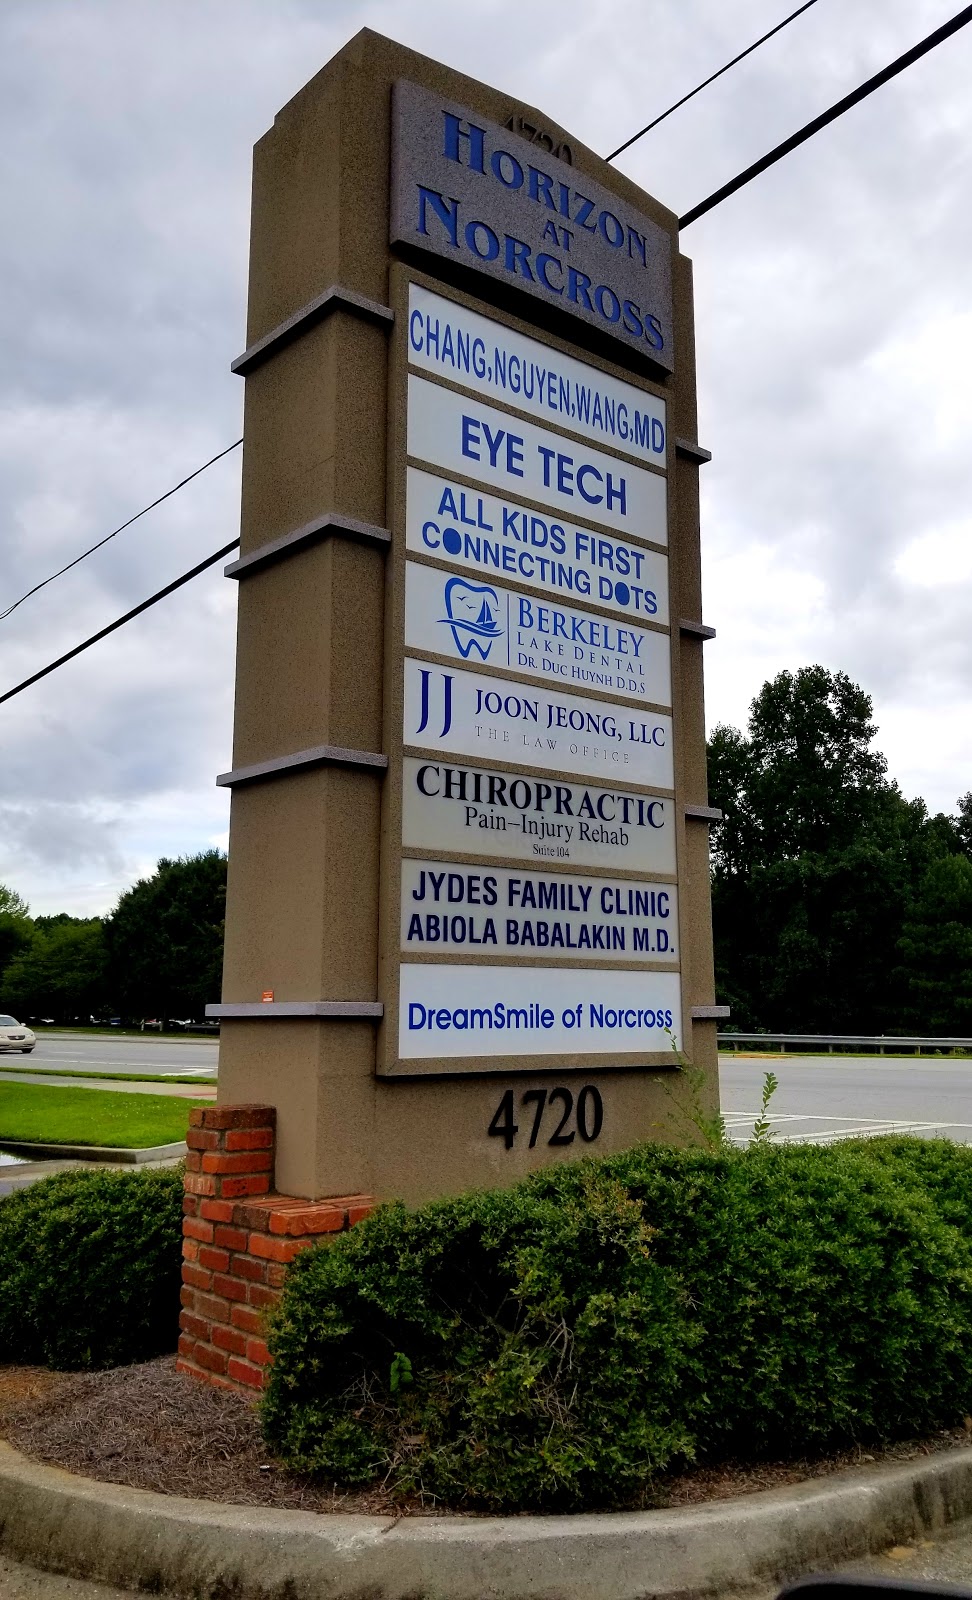 4720
HORIZON
AT
NORCROSS
CHANG,NGUYEN,WANG,MD
EYE TECH
ALL KIDS FIRST
CONNECTING DOTS
BERKELEY
LAKE DENTAL
DR. DUC HUYNH D.D.S
JJ
JOON JEONG, LLC
THE LAW OFFICE
CHIROPRACTIC
Pain-Injury Rehab
Suite 104
JYDES FAMILY CLINIC
ABIOLA BABALAKIN M.D.
DreamSmile of Norcross
4720